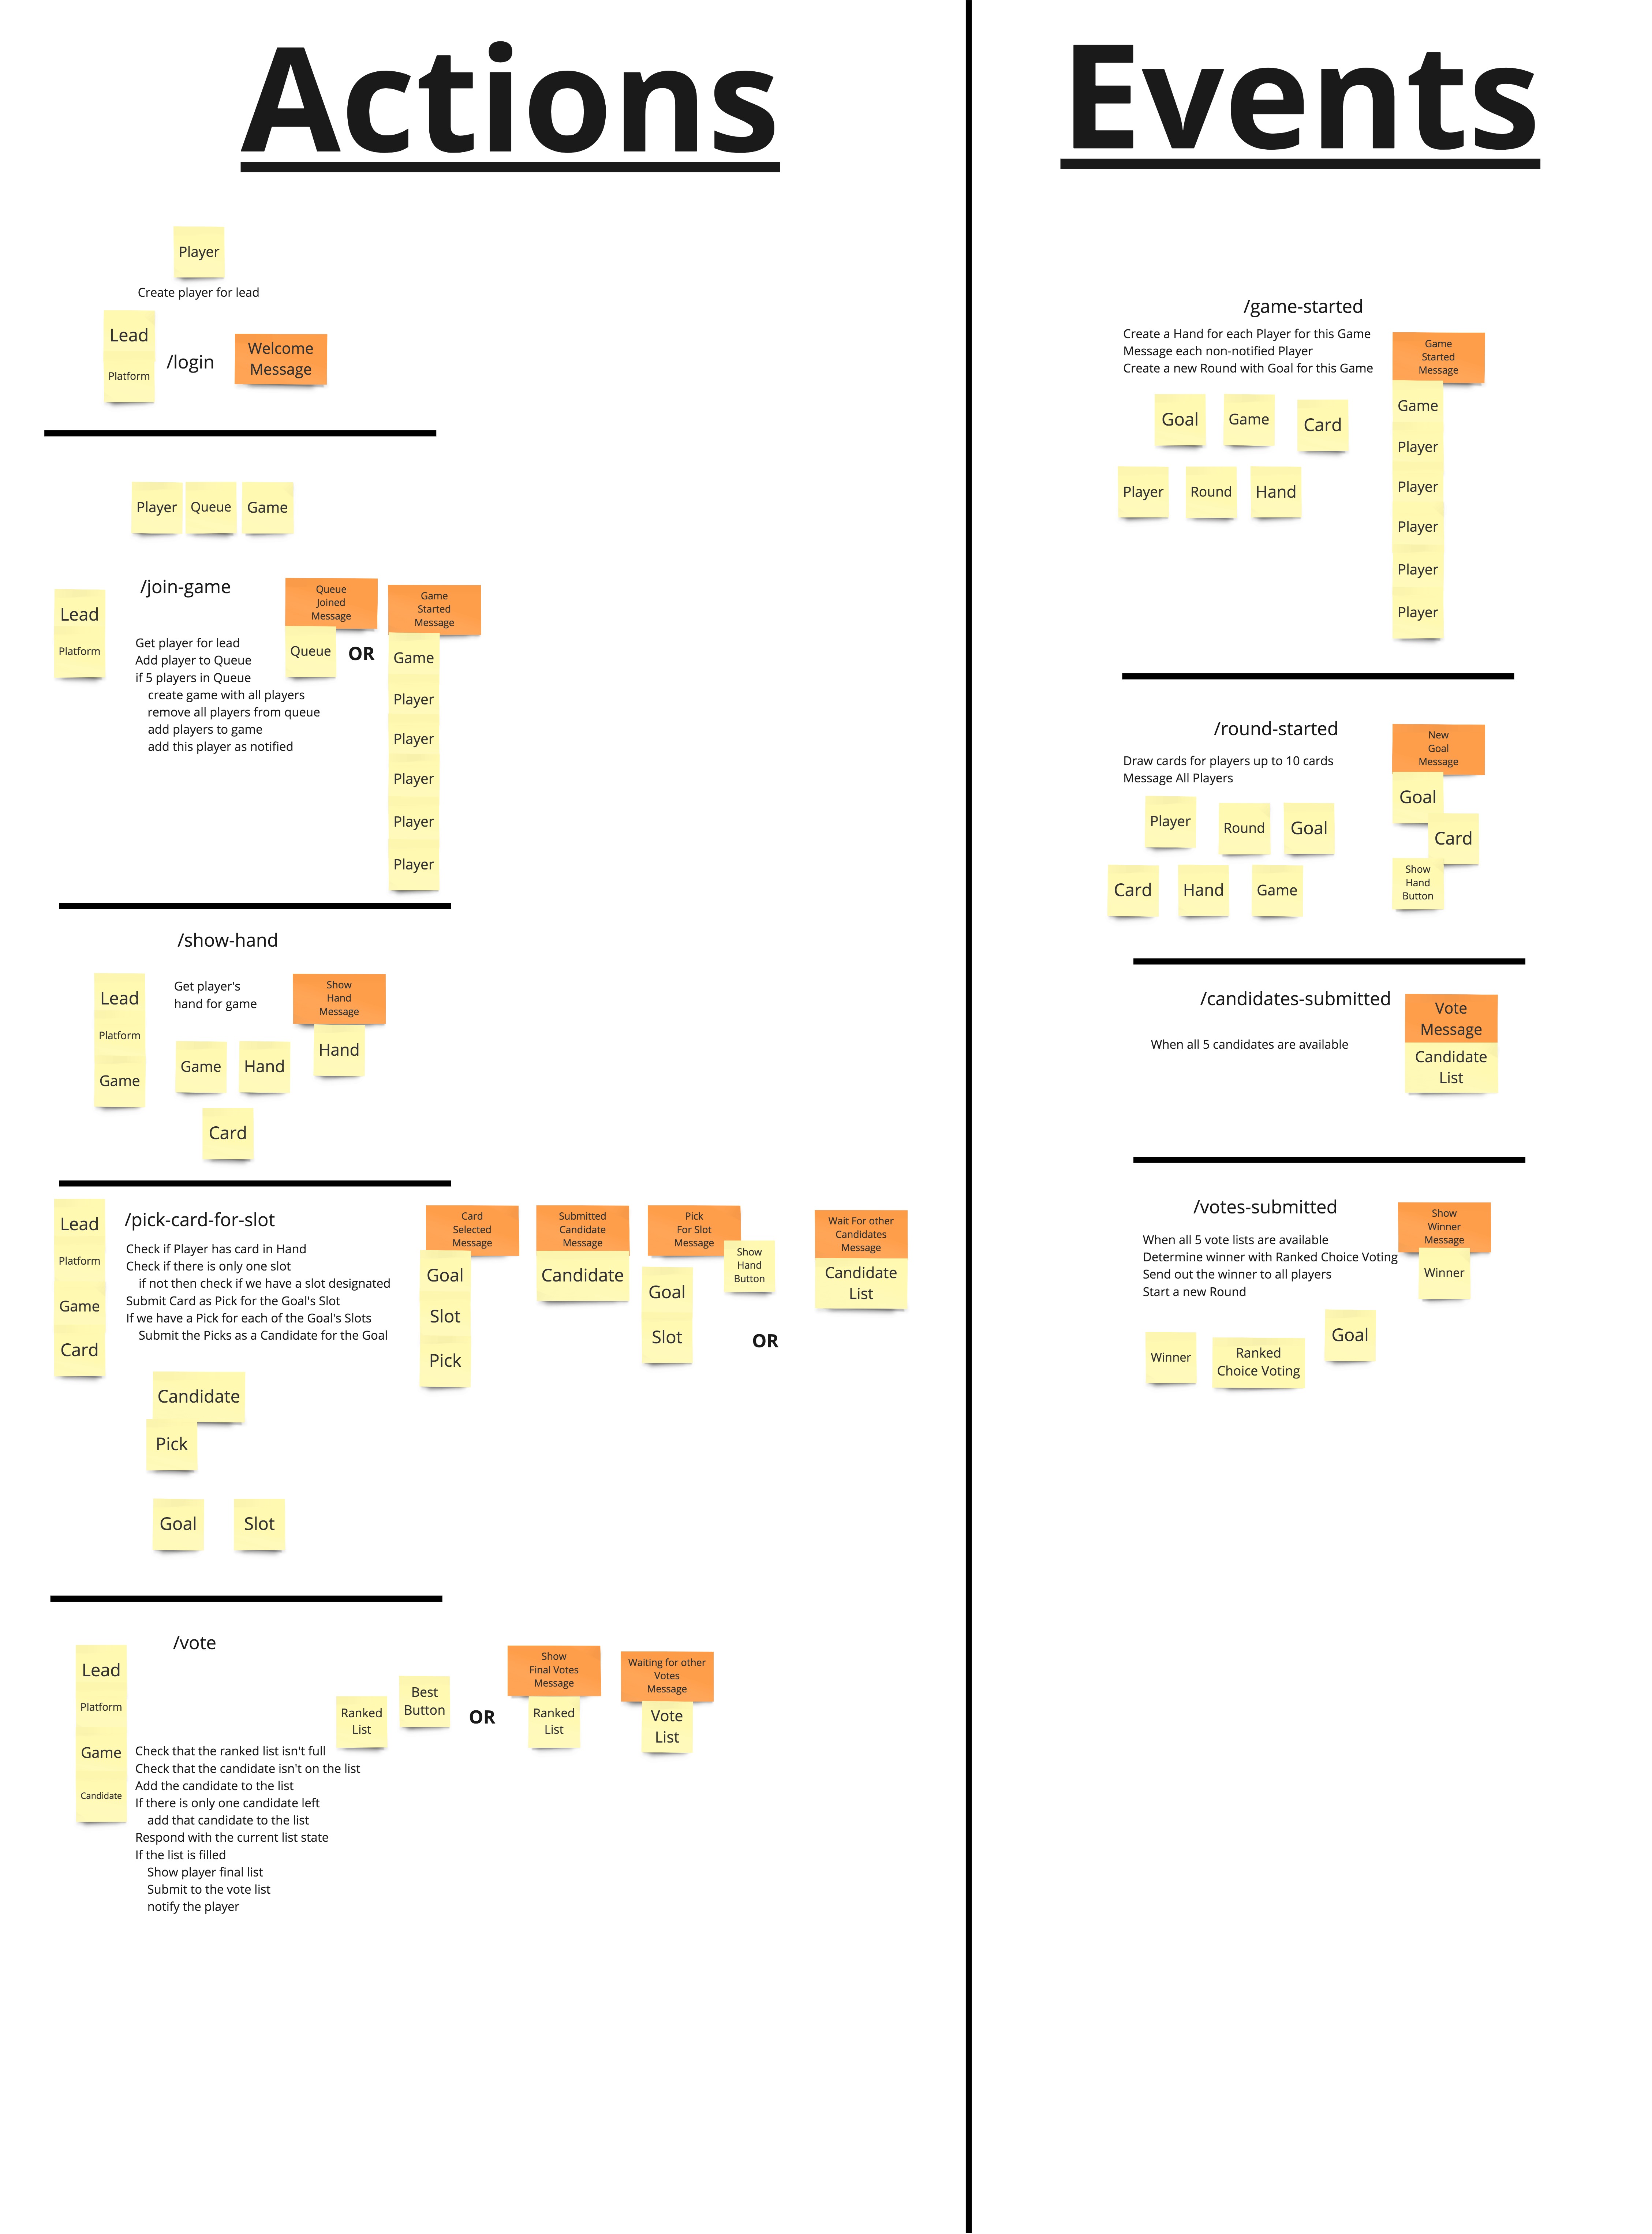 Actions
Player
Create player for lead
Lead
Platform
/login
Welcome
Message
Player
Queue
Game
/join-game
Lead
Platform
Get player for lead
Add player to Queue
if 5 players in Queue
create game with all players
remove all players from queue
add players to game
add this player as notified
Queue
Joined
Message
Queue
OR
Game
Started
Message
Game
Player
Player
Player
Player
Player
/show-hand
Lead
Platform
Game
Get player's
hand for game
Game
Hand
Card
Show
Hand
Message
Hand
Lead
Platform
Game
Card
/pick-card-for-slot
Check if Player has card in Hand
Check if there is only one slot
if not then check if we have a slot designated
Submit Card as Pick for the Goal's Slot
If we have a Pick for each of the Goal's Slots
Submit the Picks as a Candidate for the Goal
Candidate
Pick
Goal
Slot
Card
Selected
Message
Goal
Slot
Pick
Submitted
Candidate
Message
Candidate
Pick
For Slot
Message
Show
Hand
Button
Goal
Slot
OR
Wait For other
Candidates
Message
Candidate
List
/vote
Lead
Platform
Game
Candidate
Check that the ranked list isn't full
Check that the candidate isn't on the list
Add the candidate to the list
If there is only one candidate left
add that candidate to the list
Respond with the current list state
If the list is filled
Show player final list
Submit to the vote list
notify the player
Ranked
List
Best
Button
OR
Show
Final Votes
Message
Ranked
List
Waiting for other
Votes
Message
Vote
List
Events
/game-started
Create a Hand for each Player for this Game
Message each non-notified Player
Create a new Round with Goal for this Game
Goal
Game
Card
Player
Round
Hand
Game
Started
Message
Game
Player
Player
Player
Player
Player
/round-started
Draw cards for players up to 10 cards
Message All Players
Player
Round
Goal
Card
Hand
Game
New
Goal
Message
Goal
Card
Show
Hand
Button
/candidates-submitted
When all 5 candidates are available
Vote
Message
Candidate
List
/votes-submitted
When all 5 vote lists are available
Determine winner with Ranked Choice Voting
Send out the winner to all players
Start a new Round
Show
Winner
Message
Winner
Winner
Ranked
Choice Voting
Goal